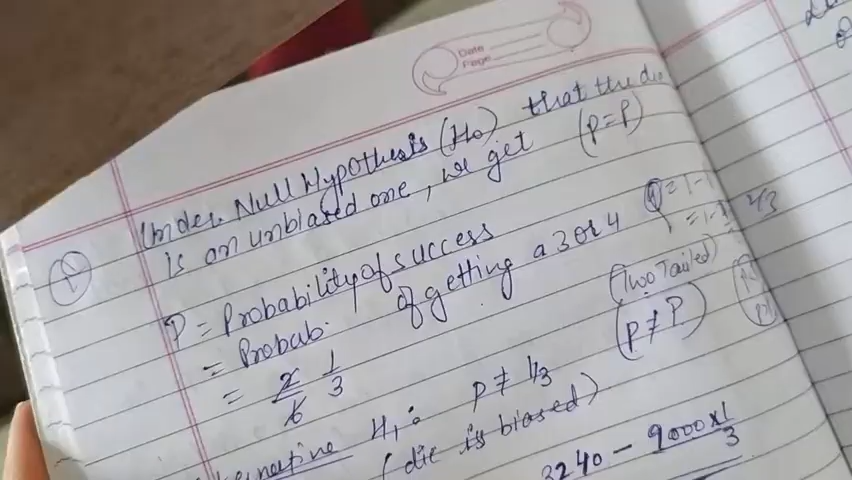 Date
Page
Under Null Hypothesis (H₀) that the die
is an unbiased one, we get (p=P)
P = Probability of success
= Probab. of getting a 3 or 4
= 2/6 1/3
(Two Tailed)
H₁: p ≠ 1/3 (p ≠ P)
(die is biased)
3240 - 9000×1/3